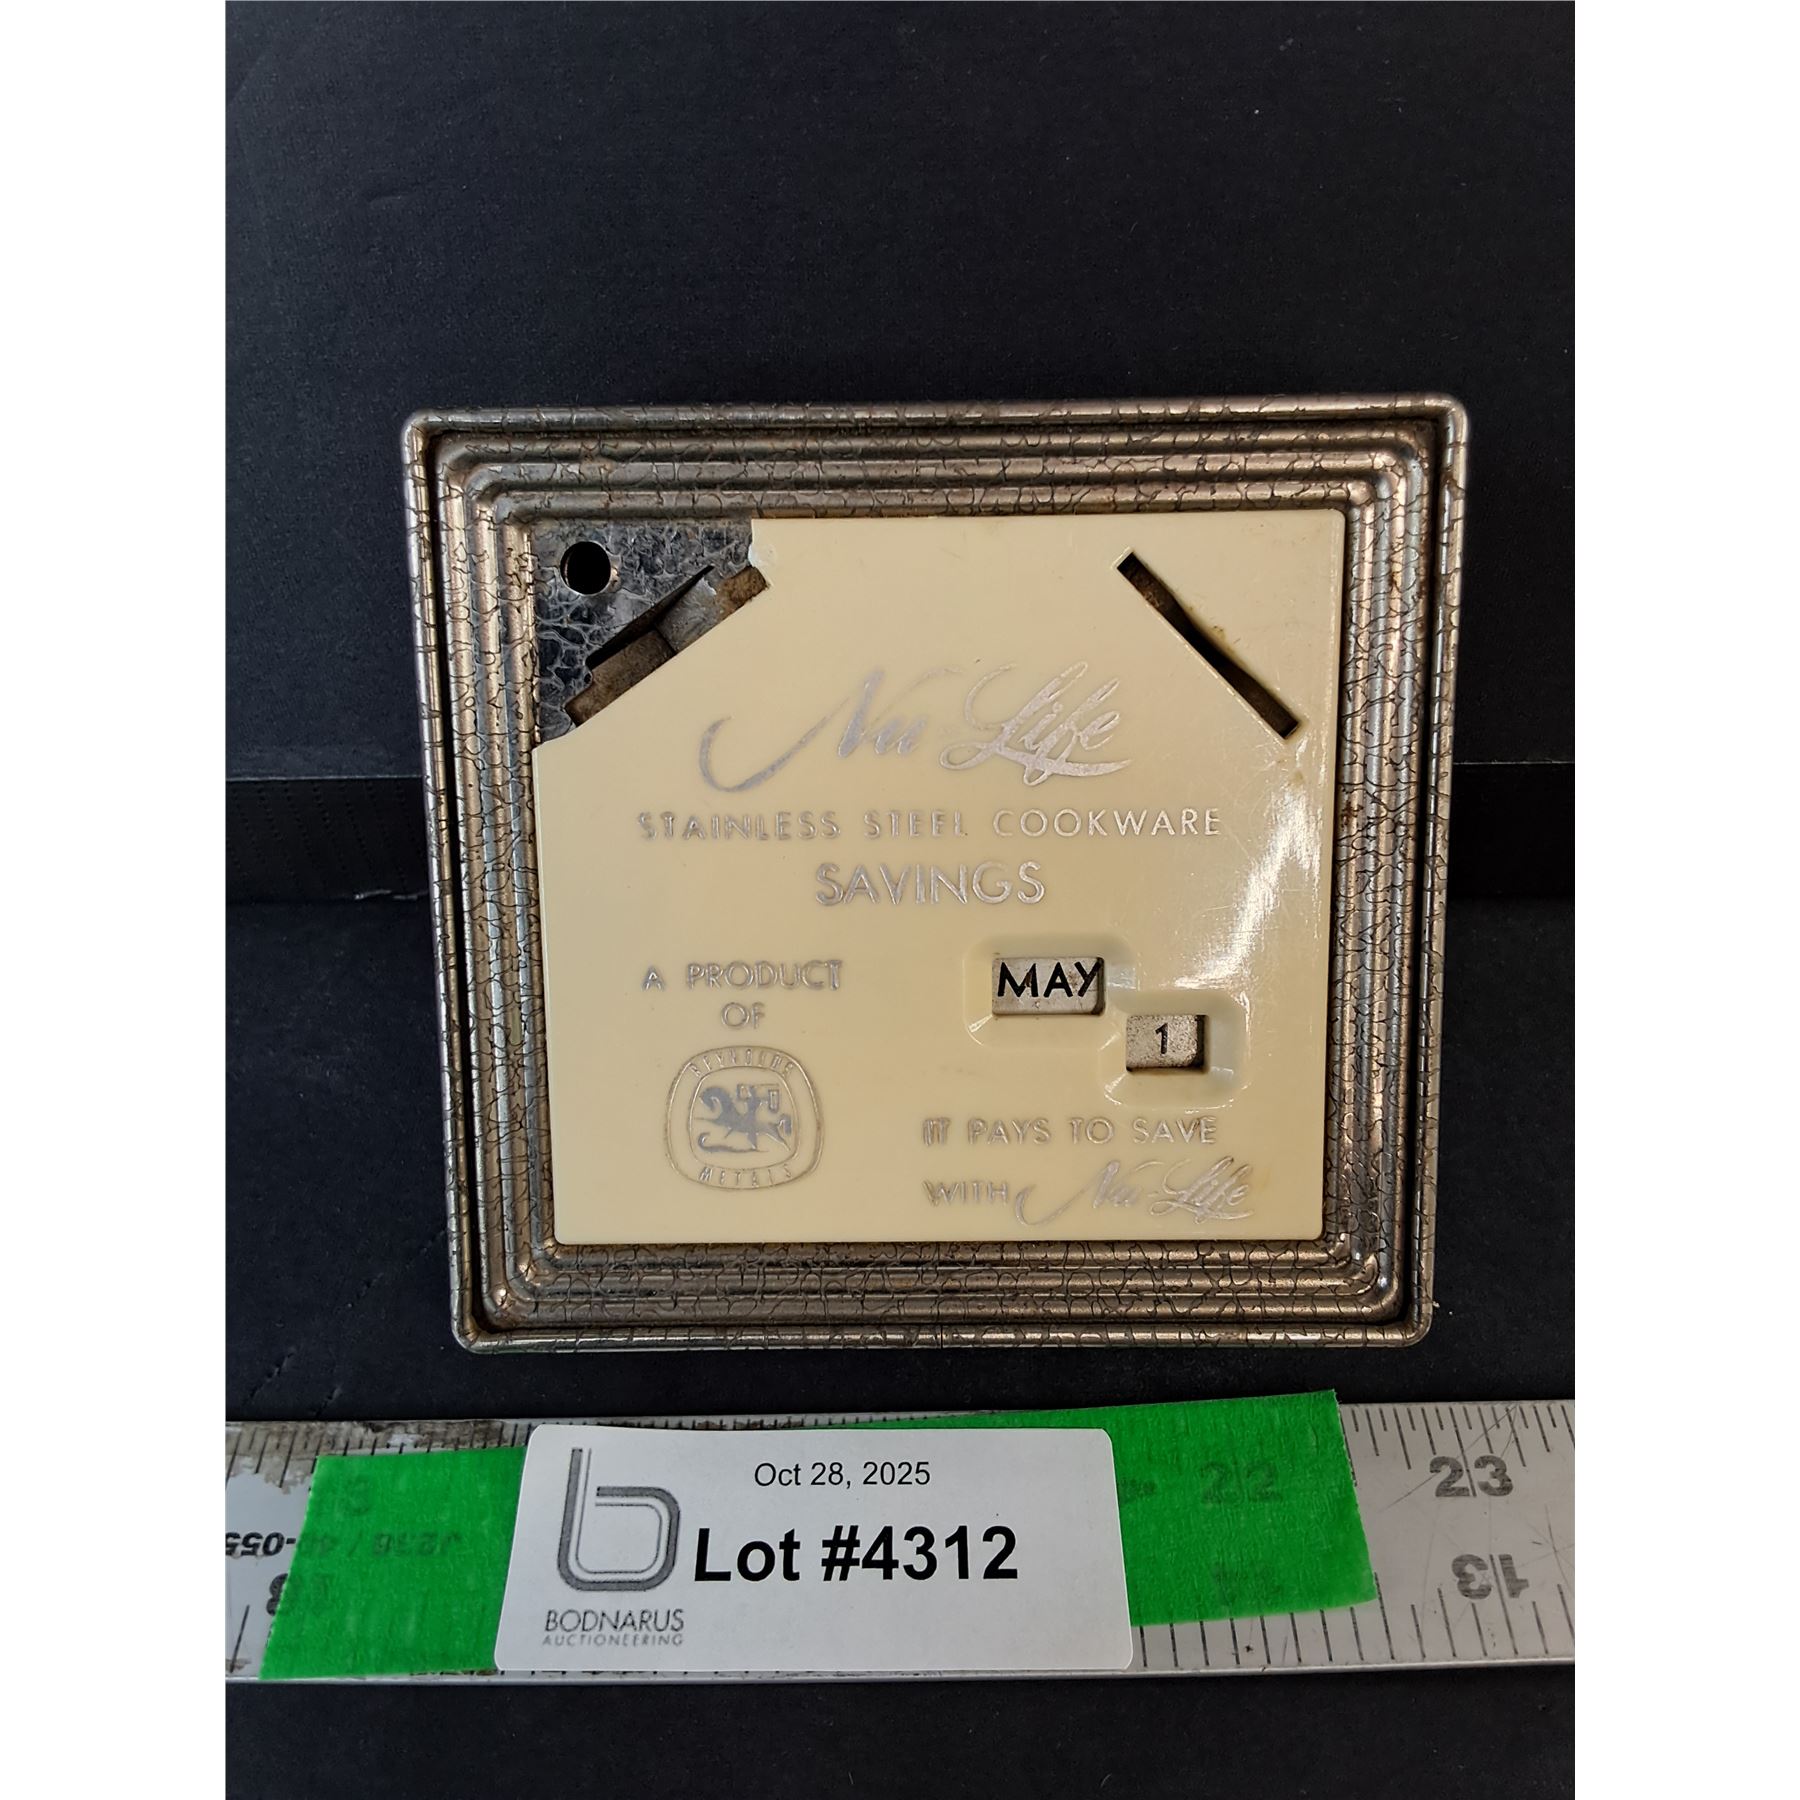 Nu-Life
STAINLESS STEEL COOKWARE
SAVINGS
A PRODUCT
OF
REYNOLDS
METALS
MAY
1
IT PAYS TO SAVE
WITH Nu-Life
Oct 28, 2025
Lot #4312
BODNARUS
AUCTIONEERING
22
23
13